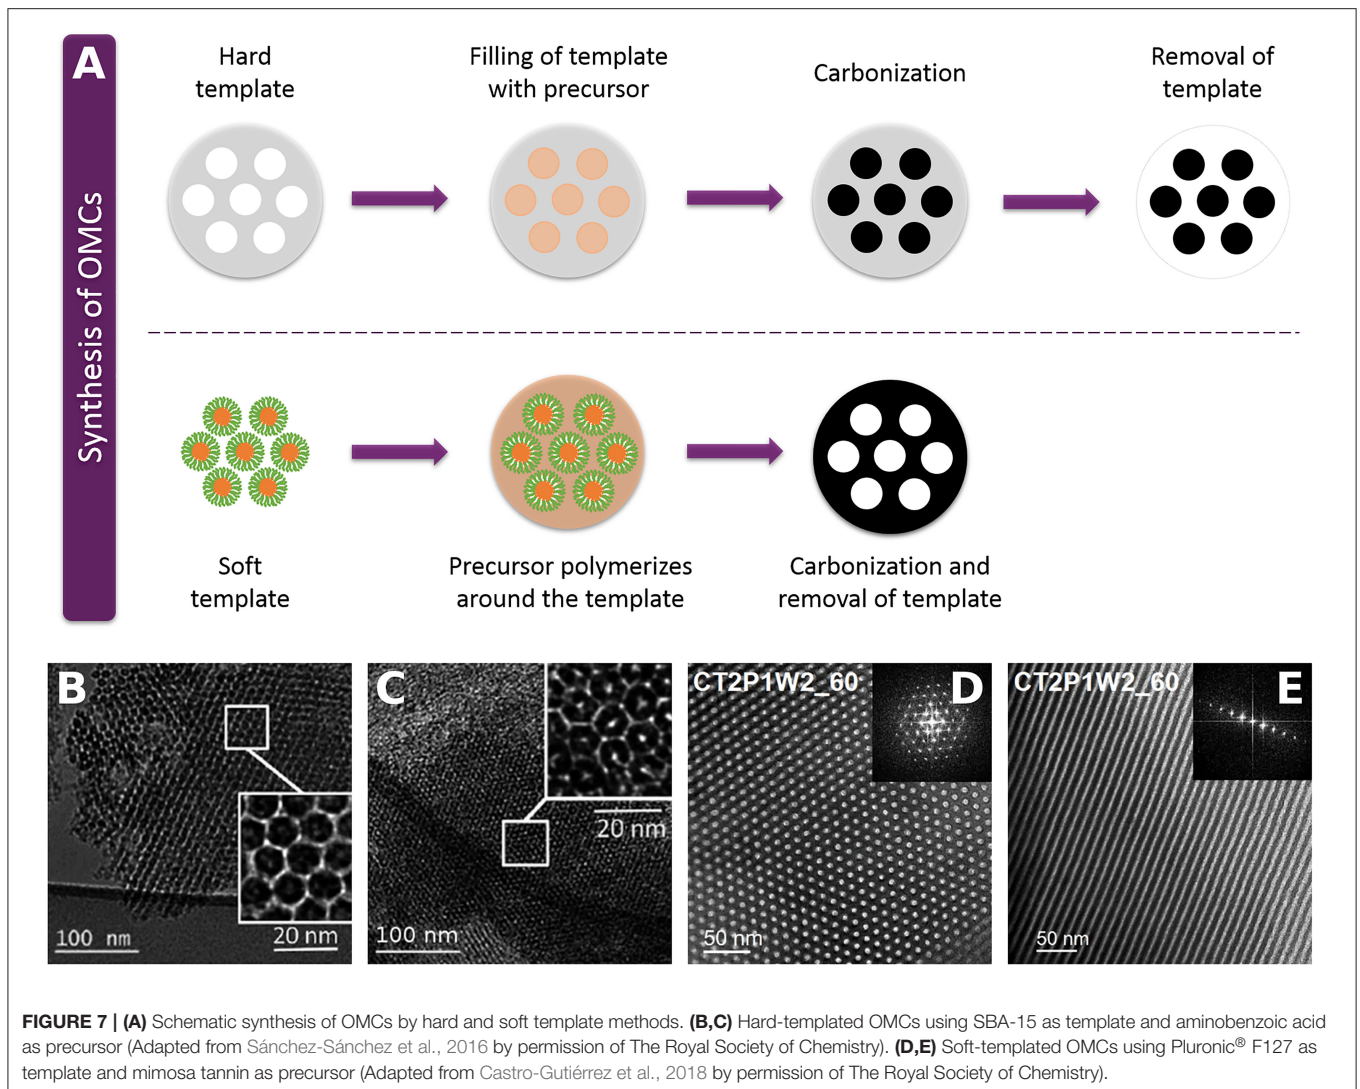 A
Synthesis of OMCs
Hard
template
Filling of template
with precursor
Carbonization
Removal of
template
Soft
template
Precursor polymerizes
around the template
Carbonization and
removal of template
B
100 nm
20 nm
C
20 nm
100 nm
CT2P1W2_60
D
50 nm
CT2P1W2_60
E
50 nm
FIGURE 7 | (A) Schematic synthesis of OMCs by hard and soft template methods. (B,C) Hard-templated OMCs using SBA-15 as template and aminobenzoic acid
as precursor (Adapted from Sánchez-Sánchez et al., 2016 by permission of The Royal Society of Chemistry). (D,E) Soft-templated OMCs using Pluronic® F127 as
template and mimosa tannin as precursor (Adapted from Castro-Gutiérrez et al., 2018 by permission of The Royal Society of Chemistry).